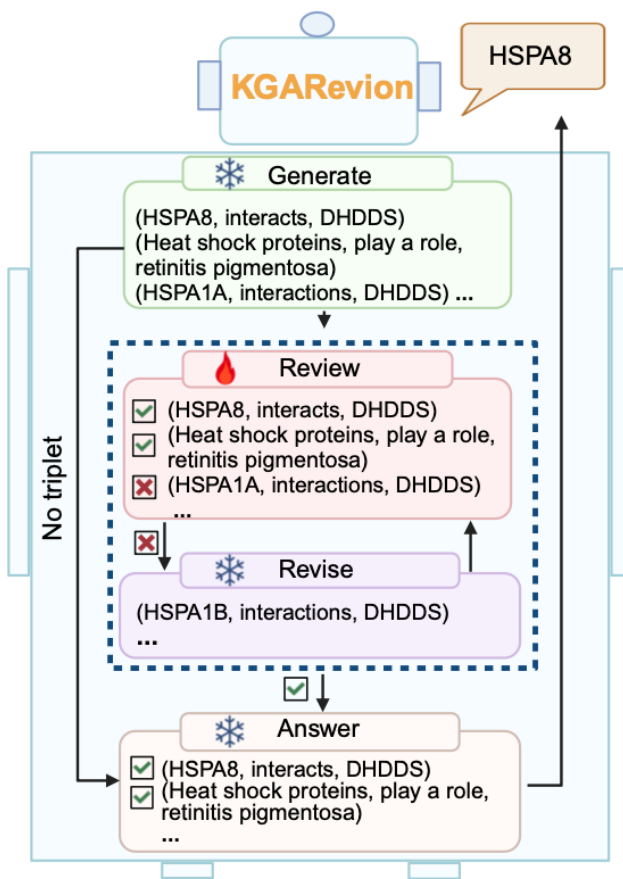 KGARevion
HSPA8
Generate
(HSPA8, interacts, DHDDS)
(Heat shock proteins, play a role,
retinitis pigmentosa)
(HSPA1A, interactions, DHDDS) ...
No triplet
Review
(HSPA8, interacts, DHDDS)
(Heat shock proteins, play a role,
retinitis pigmentosa)
(HSPA1A, interactions, DHDDS)
...
Revise
(HSPA1B, interactions, DHDDS)
...
Answer
(HSPA8, interacts, DHDDS)
(Heat shock proteins, play a role,
retinitis pigmentosa)
...